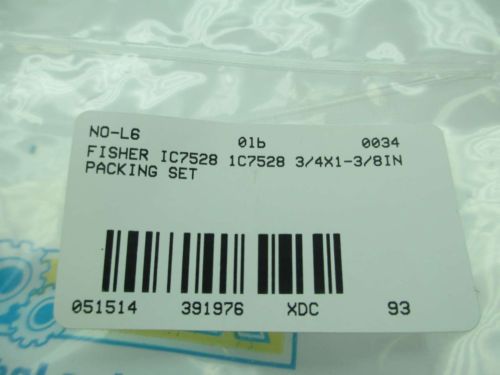 NO-L6 01b 0034
FISHER IC7528 1C7528 3/4X1-3/8IN
PACKING SET
051514 391976 XDC 93